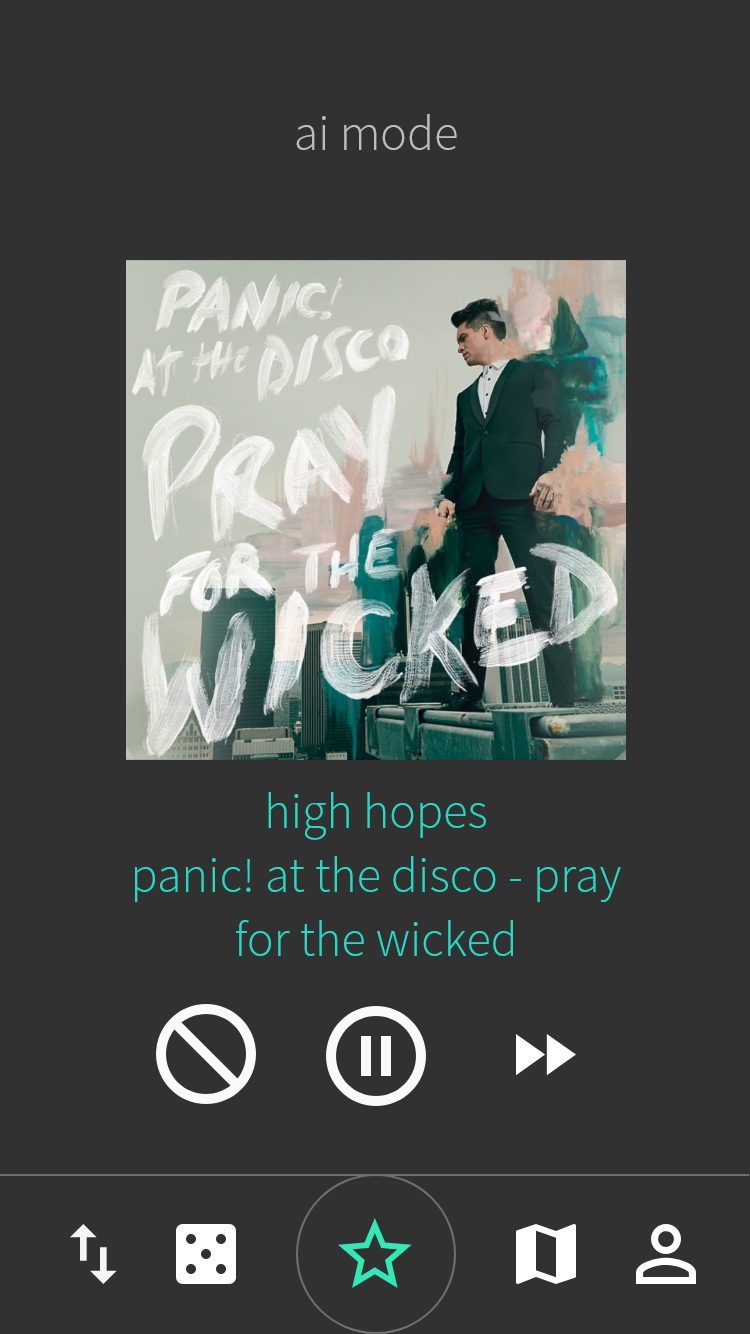 ai mode
PANIC!
AT THE DISCO
PRAY
FOR THE
WICKED
high hopes
panic! at the disco - pray
for the wicked